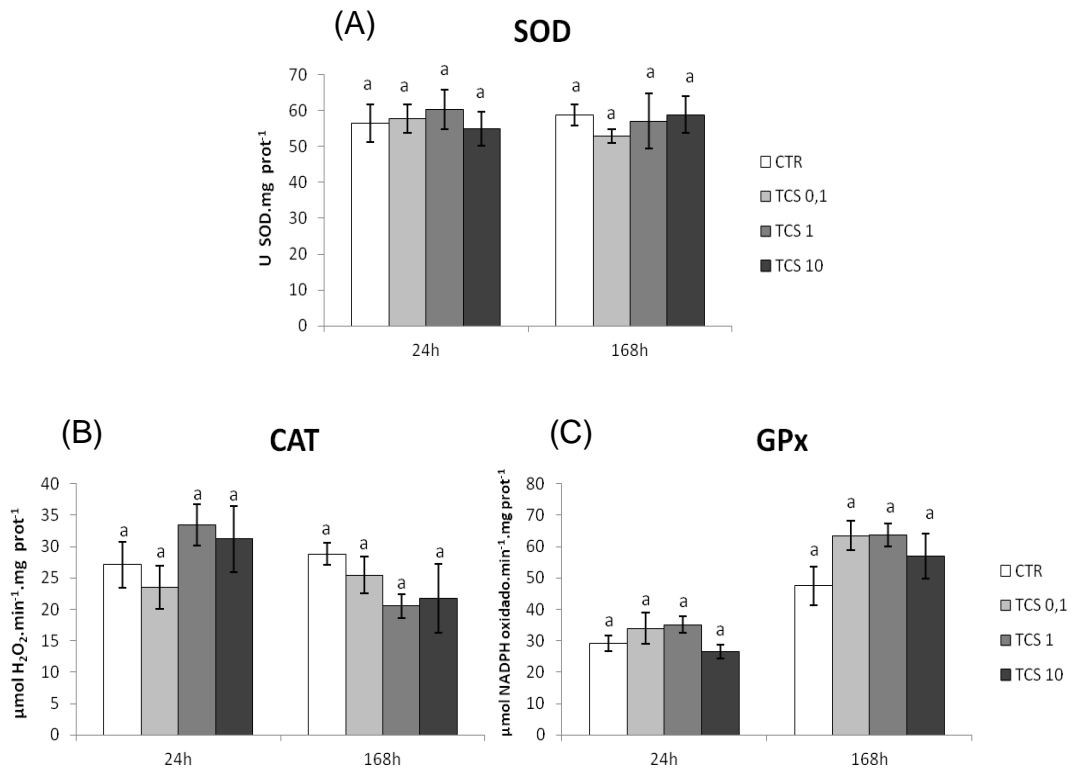 (A) SOD
a a a a a a a a
70
60
50
40
30
20
10
0
U SOD.mg prot⁻¹
24h 168h
CTR
TCS 0,1
TCS 1
TCS 10
(B) CAT
a a a a a a a a
40
35
30
25
20
15
10
5
0
µmol H₂O₂.min⁻¹.mg prot⁻¹
24h 168h
(C) GPx
a a a a a a a a
80
70
60
50
40
30
20
10
0
µmol NADPH oxidado.min⁻¹.mg prot⁻¹
24h 168h
CTR
TCS 0,1
TCS 1
TCS 10